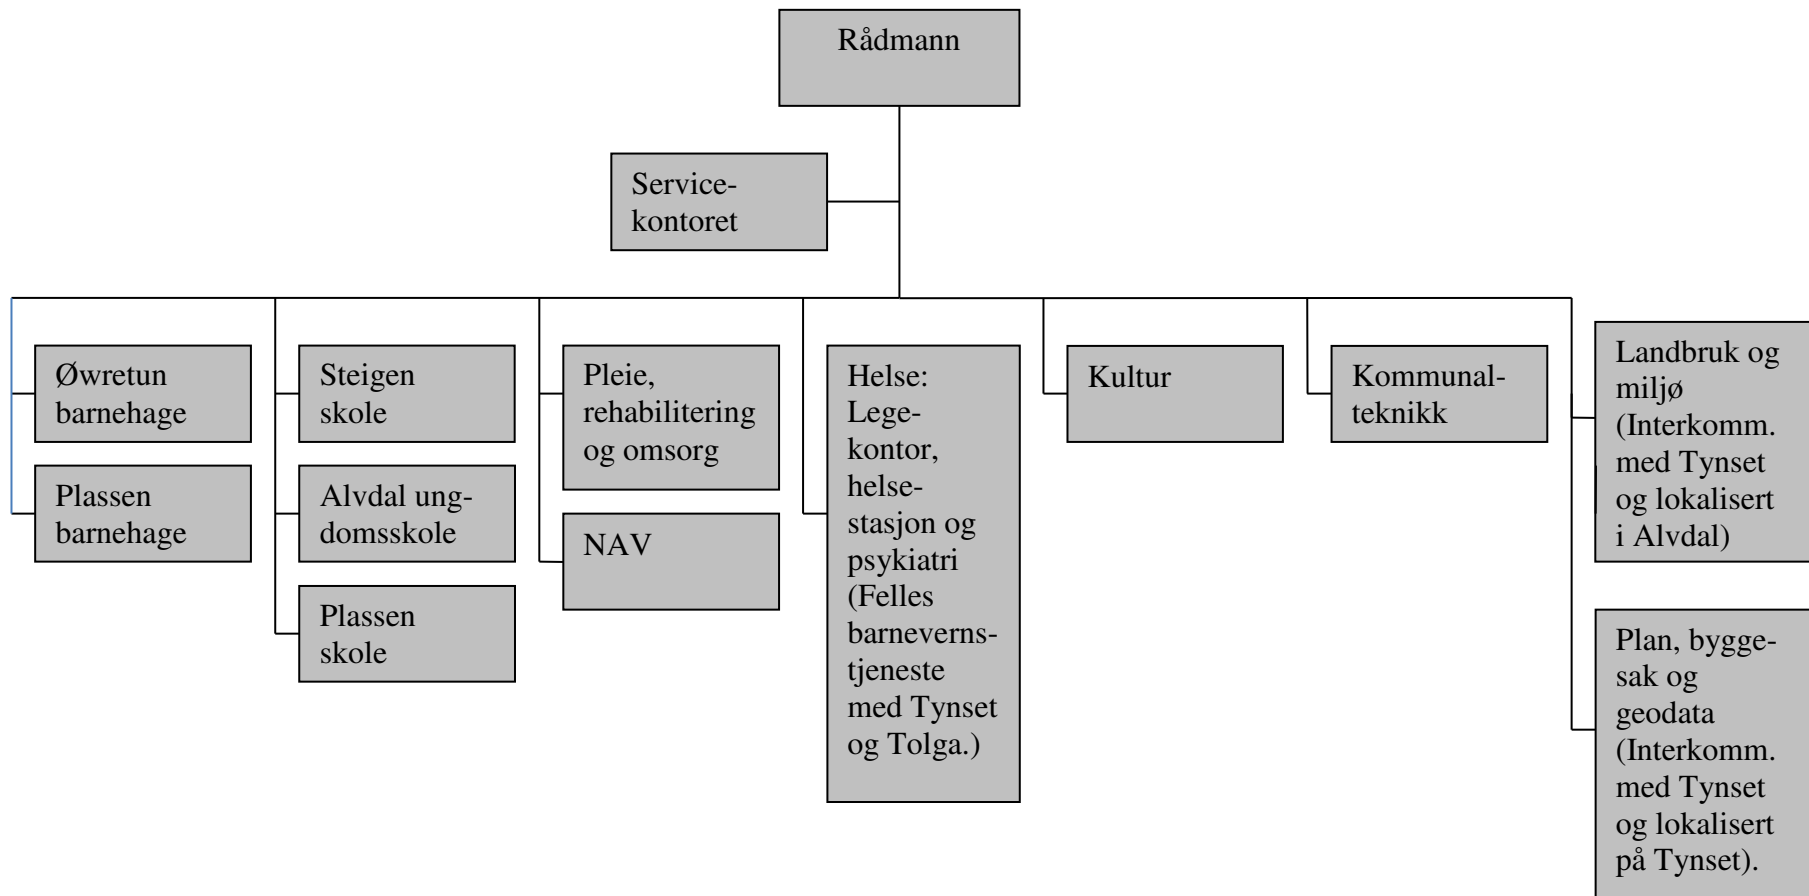 Rådmann
Service-
kontoret
Øwretun
barnehage
Plassen
barnehage
Steigen
skole
Alvdal ung-
domsskole
Plassen
skole
Pleie,
rehabilitering
og omsorg
NAV
Helse:
Lege-
kontor,
helse-
stasjon og
psykiatri
(Felles
barneverns-
tjeneste
med Tynset
og Tolga.)
Kultur
Kommunal-
teknikk
Landbruk og
miljø
(Interkomm.
med Tynset
og lokalisert
i Alvdal)
Plan, bygge-
sak og
geodata
(Interkomm.
med Tynset
og lokalisert
på Tynset).